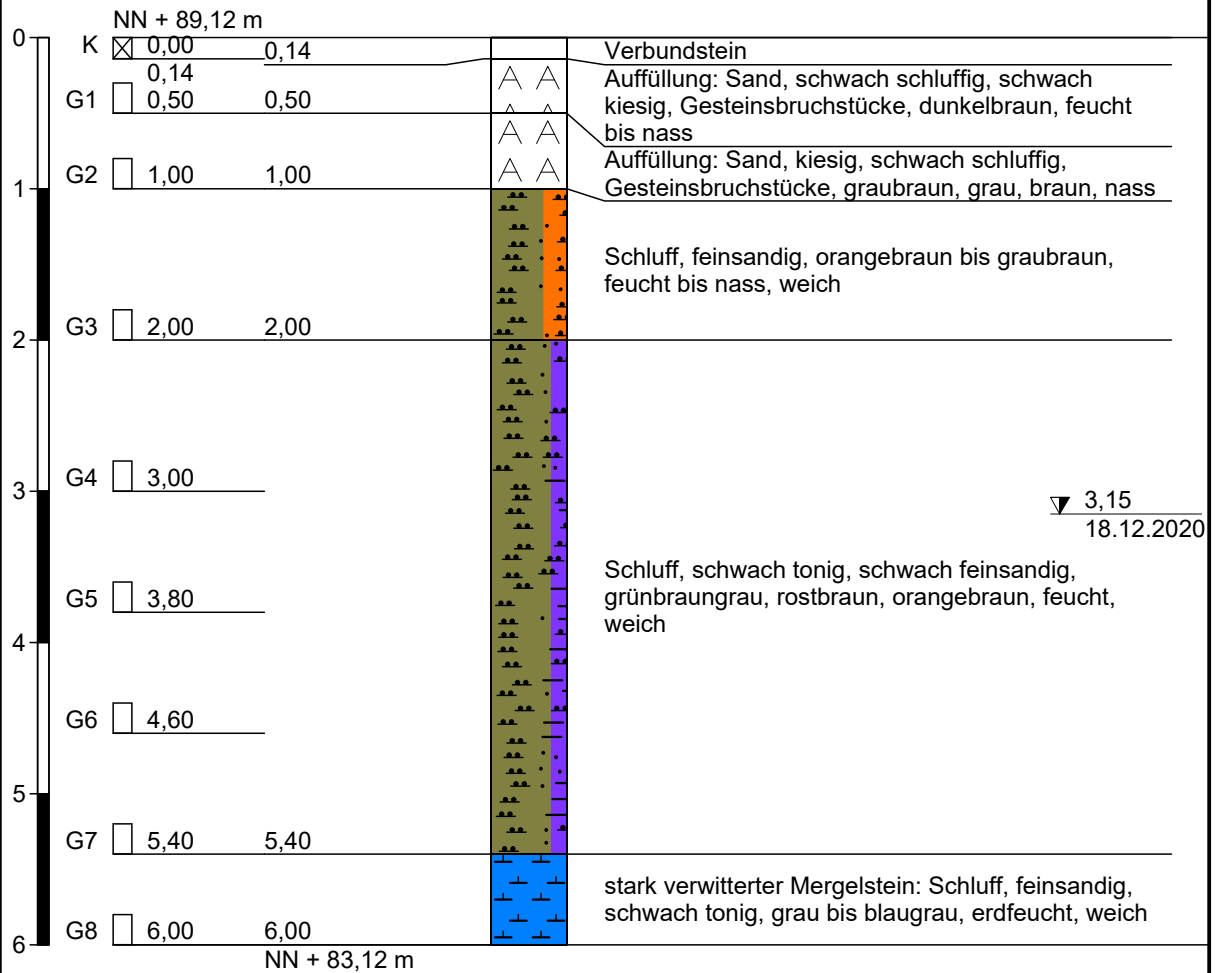 NN + 89,12 m
0
K 0,00 0,14
Verbundstein
0,14
G1 0,50 0,50
Auffüllung: Sand, schwach schluffig, schwach
kiesig, Gesteinsbruchstücke, dunkelbraun, feucht
bis nass
G2 1,00 1,00
Auffüllung: Sand, kiesig, schwach schluffig,
Gesteinsbruchstücke, graubraun, grau, braun, nass
1
Schluff, feinsandig, orangebraun bis graubraun,
feucht bis nass, weich
G3 2,00 2,00
2
G4 3,00
3
3,15
18.12.2020
Schluff, schwach tonig, schwach feinsandig,
grünbraungrau, rostbraun, orangebraun, feucht,
weich
G5 3,80
4
G6 4,60
5
G7 5,40 5,40
stark verwitterter Mergelstein: Schluff, feinsandig,
schwach tonig, grau bis blaugrau, erdfeucht, weich
G8 6,00 6,00
6
NN + 83,12 m